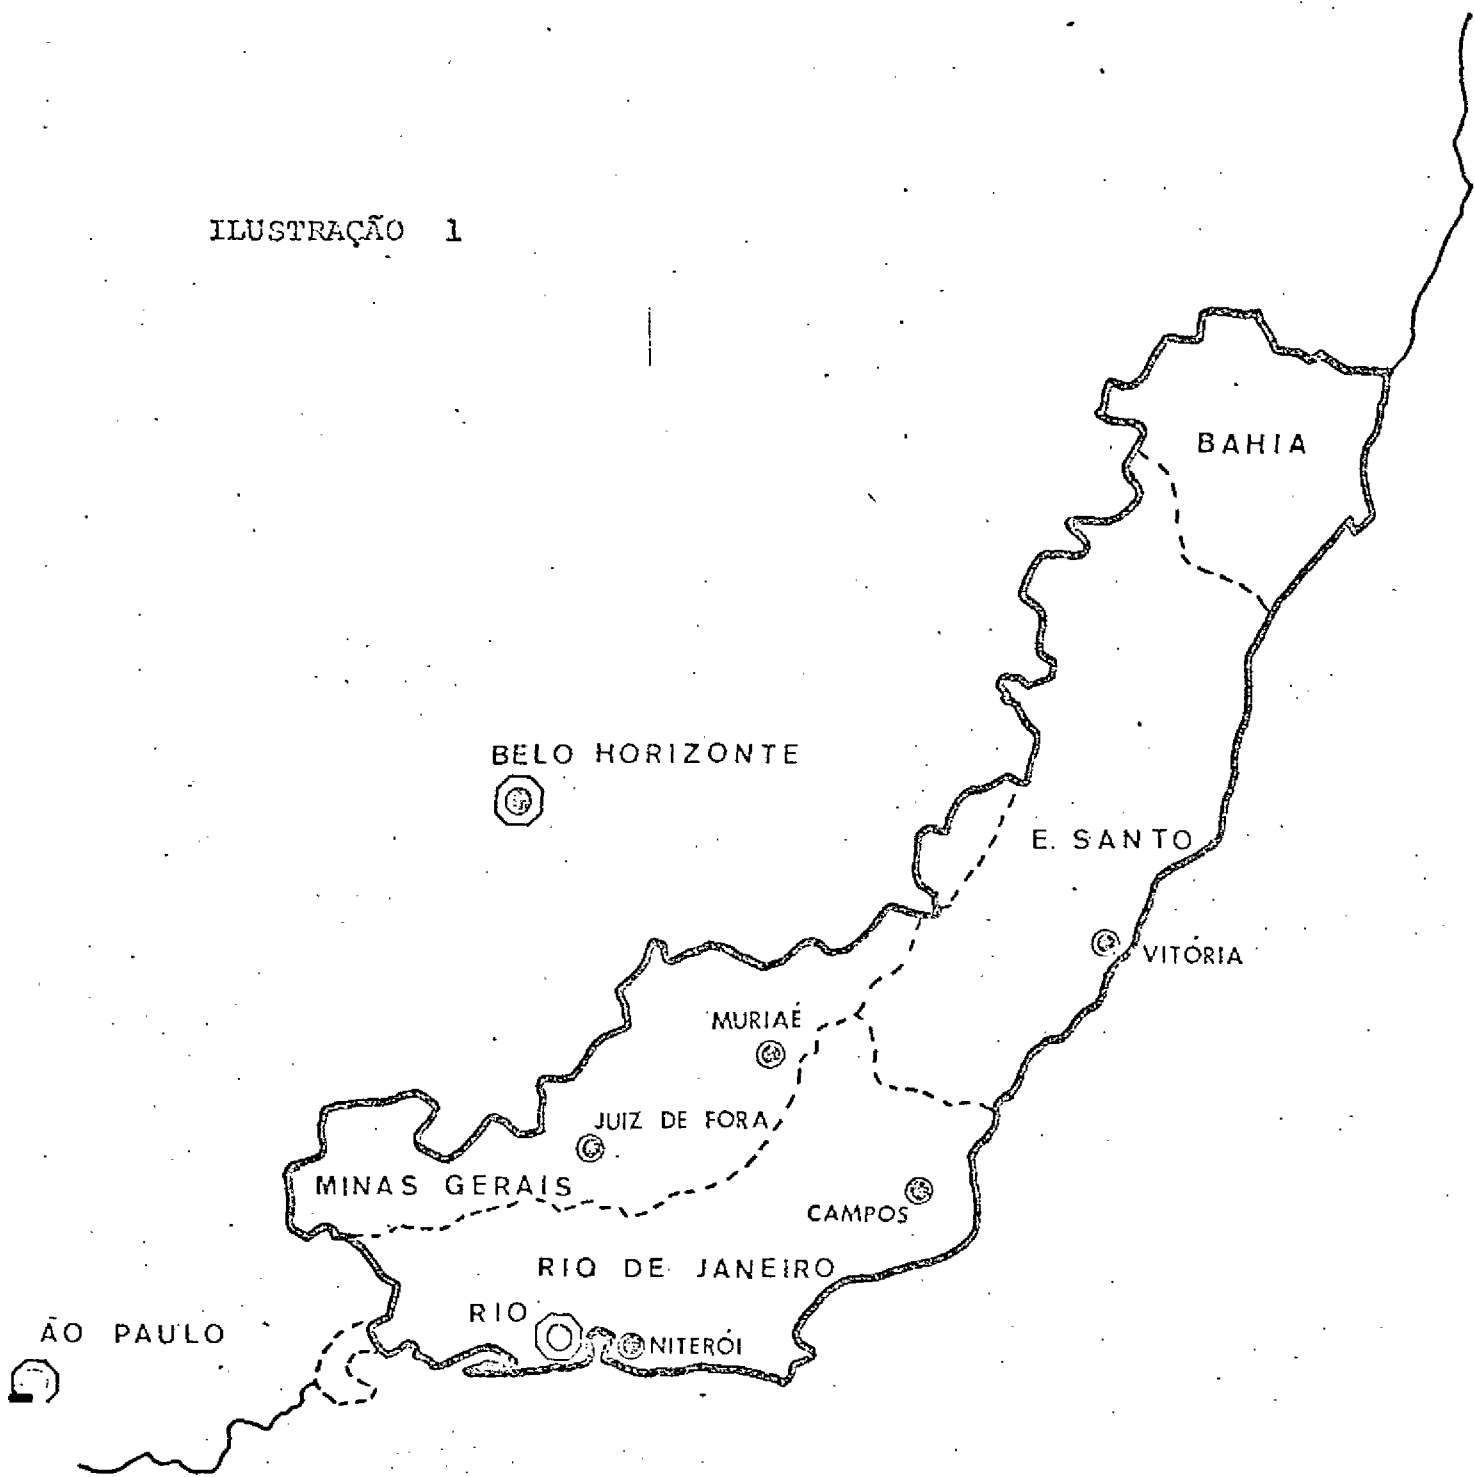 ILUSTRAÇÃO 1
BAHIA
BELO HORIZONTE
E. SANTO
VITÓRIA
MURIAÉ
JUIZ DE FORA
MINAS GERAIS
CAMPOS
RIO DE JANEIRO
RIO
ÃO PAULO
NITERÓI